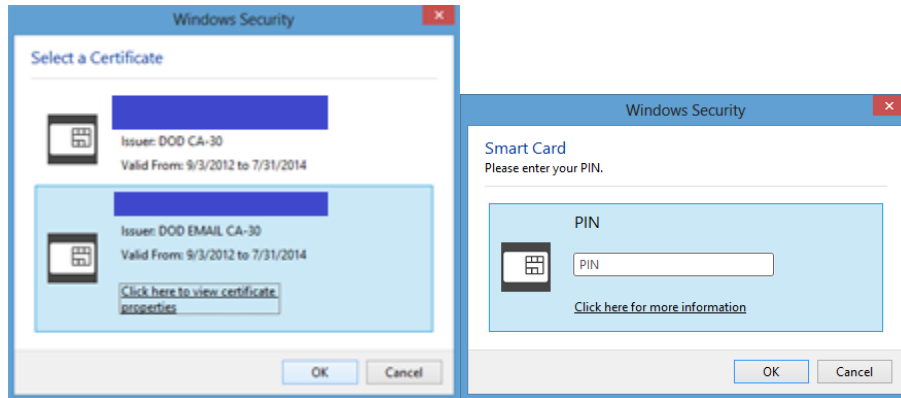 Windows Security
Select a Certificate
Issuer: DOD CA-30
Valid From: 9/3/2012 to 7/31/2014
Issuer: DOD EMAIL CA-30
Valid From: 9/3/2012 to 7/31/2014
Click here to view certificate
properties
OK Cancel
Windows Security
Smart Card
Please enter your PIN.
PIN
PIN
Click here for more information
OK Cancel